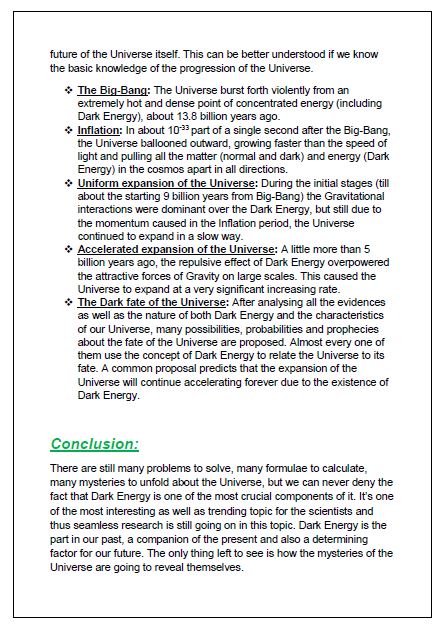 future of the Universe itself. This can be better understood if we know
the basic knowledge of the progression of the Universe.
❖ The Big-Bang: The Universe burst forth violently from an
extremely hot and dense point of concentrated energy (including
Dark Energy), about 13.8 billion years ago.
❖ Inflation: In about 10⁻³³ part of a single second after the Big-Bang,
the Universe ballooned outward, growing faster than the speed of
light and pulling all the matter (normal and dark) and energy (Dark
Energy) in the cosmos apart in all directions.
❖ Uniform expansion of the Universe: During the initial stages (till
about the starting 9 billion years from Big-Bang) the Gravitational
interactions were dominant over the Dark Energy, but still due to
the momentum caused in the Inflation period, the Universe
continued to expand in a slow way.
❖ Accelerated expansion of the Universe: A little more than 5
billion years ago, the repulsive effect of Dark Energy overpowered
the attractive forces of Gravity on large scales. This caused the
Universe to expand at a very significant increasing rate.
❖ The Dark fate of the Universe: After analysing all the evidences
as well as the nature of both Dark Energy and the characteristics
of our Universe, many possibilities, probabilities and prophecies
about the fate of the Universe are proposed. Almost every one of
them use the concept of Dark Energy to relate the Universe to its
fate. A common proposal predicts that the expansion of the
Universe will continue accelerating forever due to the existence of
Dark Energy.
Conclusion:
There are still many problems to solve, many formulae to calculate,
many mysteries to unfold about the Universe, but we can never deny the
fact that Dark Energy is one of the most crucial components of it. It's one
of the most interesting as well as trending topic for the scientists and
thus seamless research is still going on in this topic. Dark Energy is the
part in our past, a companion of the present and also a determining
factor for our future. The only thing left to see is how the mysteries of the
Universe are going to reveal themselves.